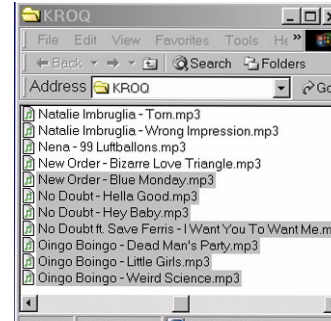 KROQ
File Edit View Favorites Tools He »
Back Search Folders
Address KROQ Go
Natalie Imbruglia - Torn.mp3
Natalie Imbruglia - Wrong Impression.mp3
Nena - 99 Luftballons.mp3
New Order - Bizarre Love Triangle.mp3
New Order - Blue Monday.mp3
No Doubt - Hella Good.mp3
No Doubt - Hey Baby.mp3
No Doubt ft. Save Ferris - I Want You To Want Me.m
Oingo Boingo - Dead Man's Party.mp3
Oingo Boingo - Little Girls.mp3
Oingo Boingo - Weird Science.mp3